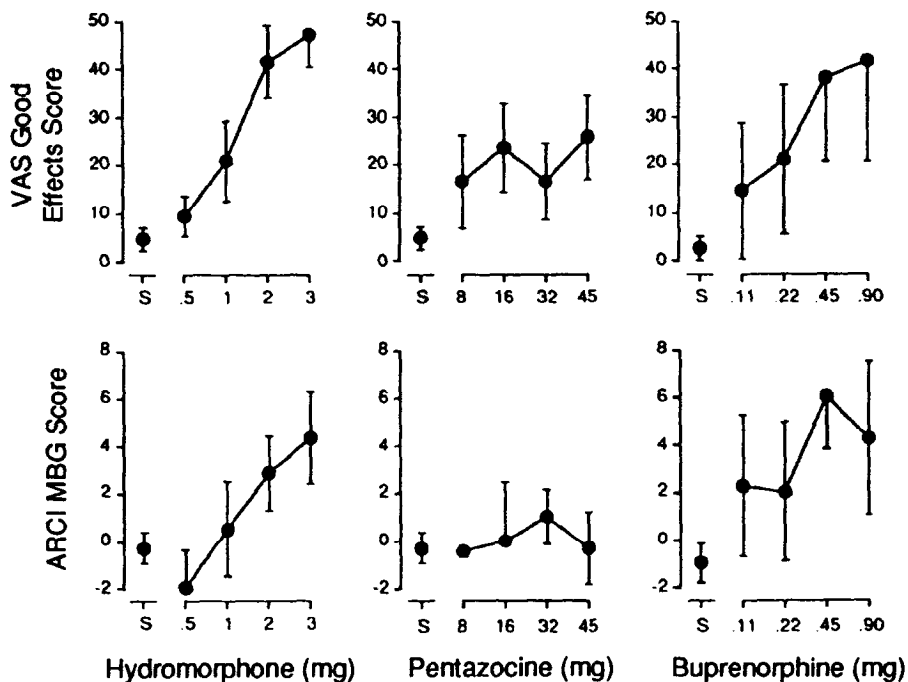 VAS Good
Effects Score
50 50 50
40 40 40
30 30 30
20 20 20
10 10 10
0 0 0
S .5 1 2 3 S 8 16 32 45 S .11 .22 .45 .90
ARCI MBG Score
8 8 8
6 6 6
4 4 4
2 2 2
0 0 0
-2 -2 -2
S .5 1 2 3 S 8 16 32 45 S .11 .22 .45 .90
Hydromorphone (mg) Pentazocine (mg) Buprenorphine (mg)